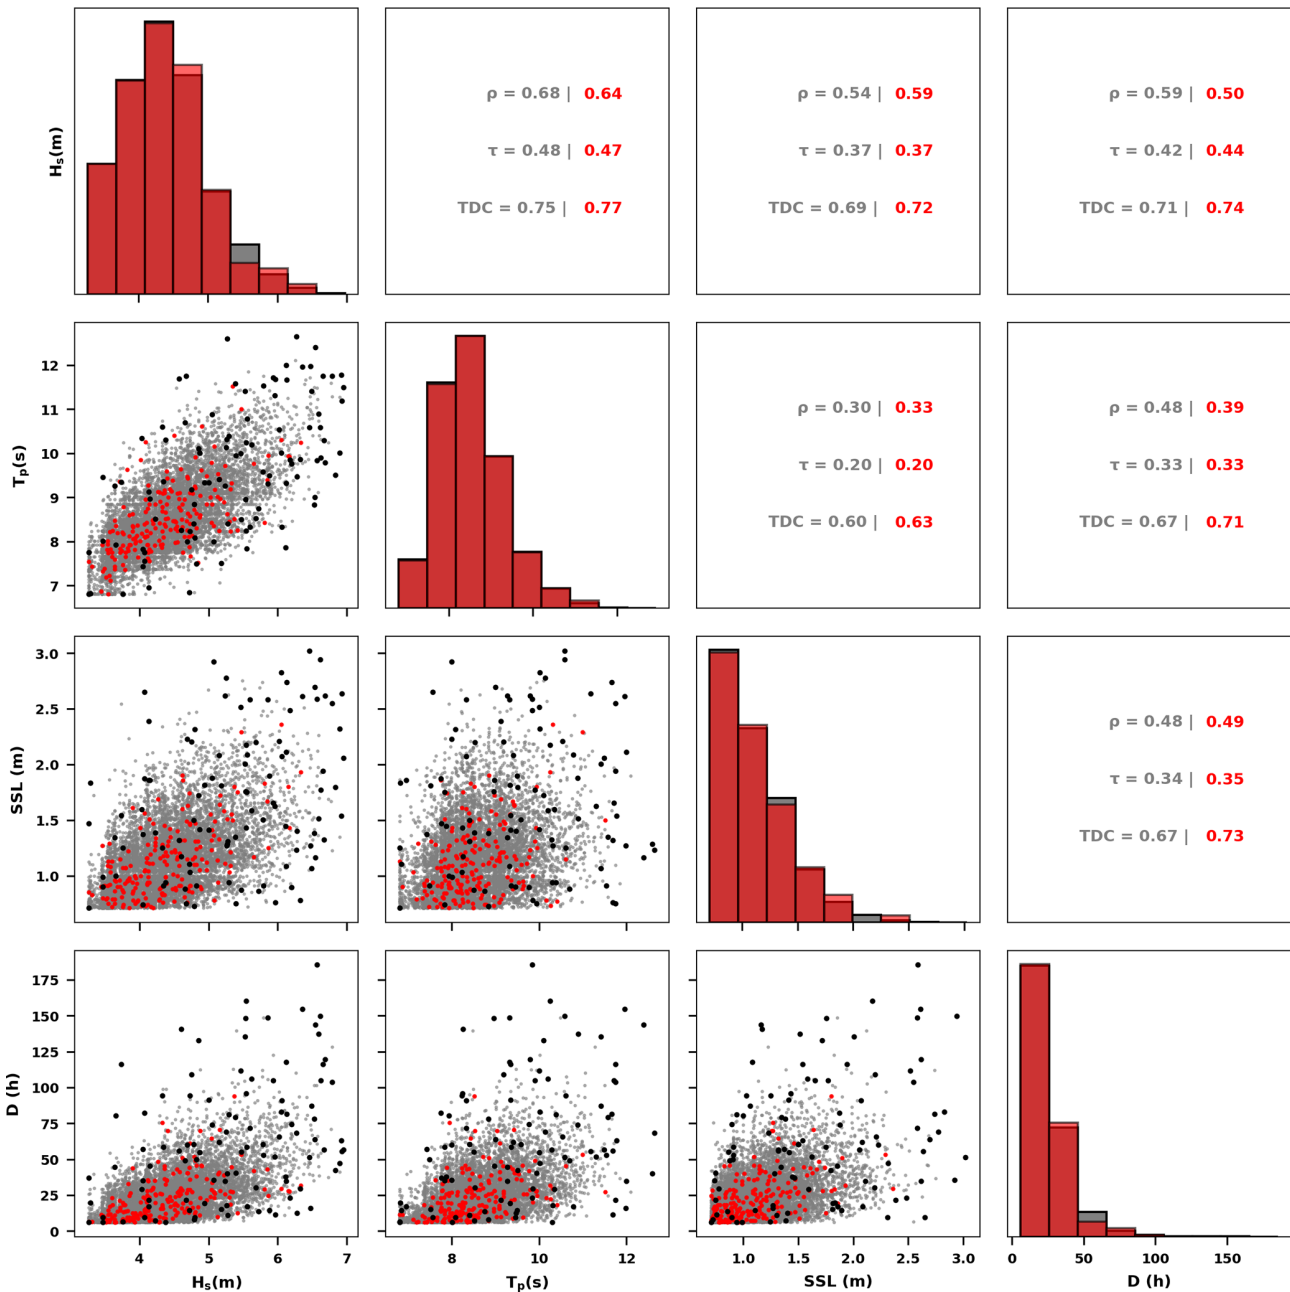 H_s(m)
ρ = 0.68 | 0.64
τ = 0.48 | 0.47
TDC = 0.75 | 0.77
ρ = 0.54 | 0.59
τ = 0.37 | 0.37
TDC = 0.69 | 0.72
ρ = 0.59 | 0.50
τ = 0.42 | 0.44
TDC = 0.71 | 0.74
T_p(s)
12
11
10
9
8
7
ρ = 0.30 | 0.33
τ = 0.20 | 0.20
TDC = 0.60 | 0.63
ρ = 0.48 | 0.39
τ = 0.33 | 0.33
TDC = 0.67 | 0.71
SSL (m)
3.0
2.5
2.0
1.5
1.0
ρ = 0.48 | 0.49
τ = 0.34 | 0.35
TDC = 0.67 | 0.73
D (h)
175
150
125
100
75
50
25
0
4 5 6 7
H_s(m)
8 10 12
T_p(s)
1.0 1.5 2.0 2.5 3.0
SSL (m)
0 50 100 150
D (h)